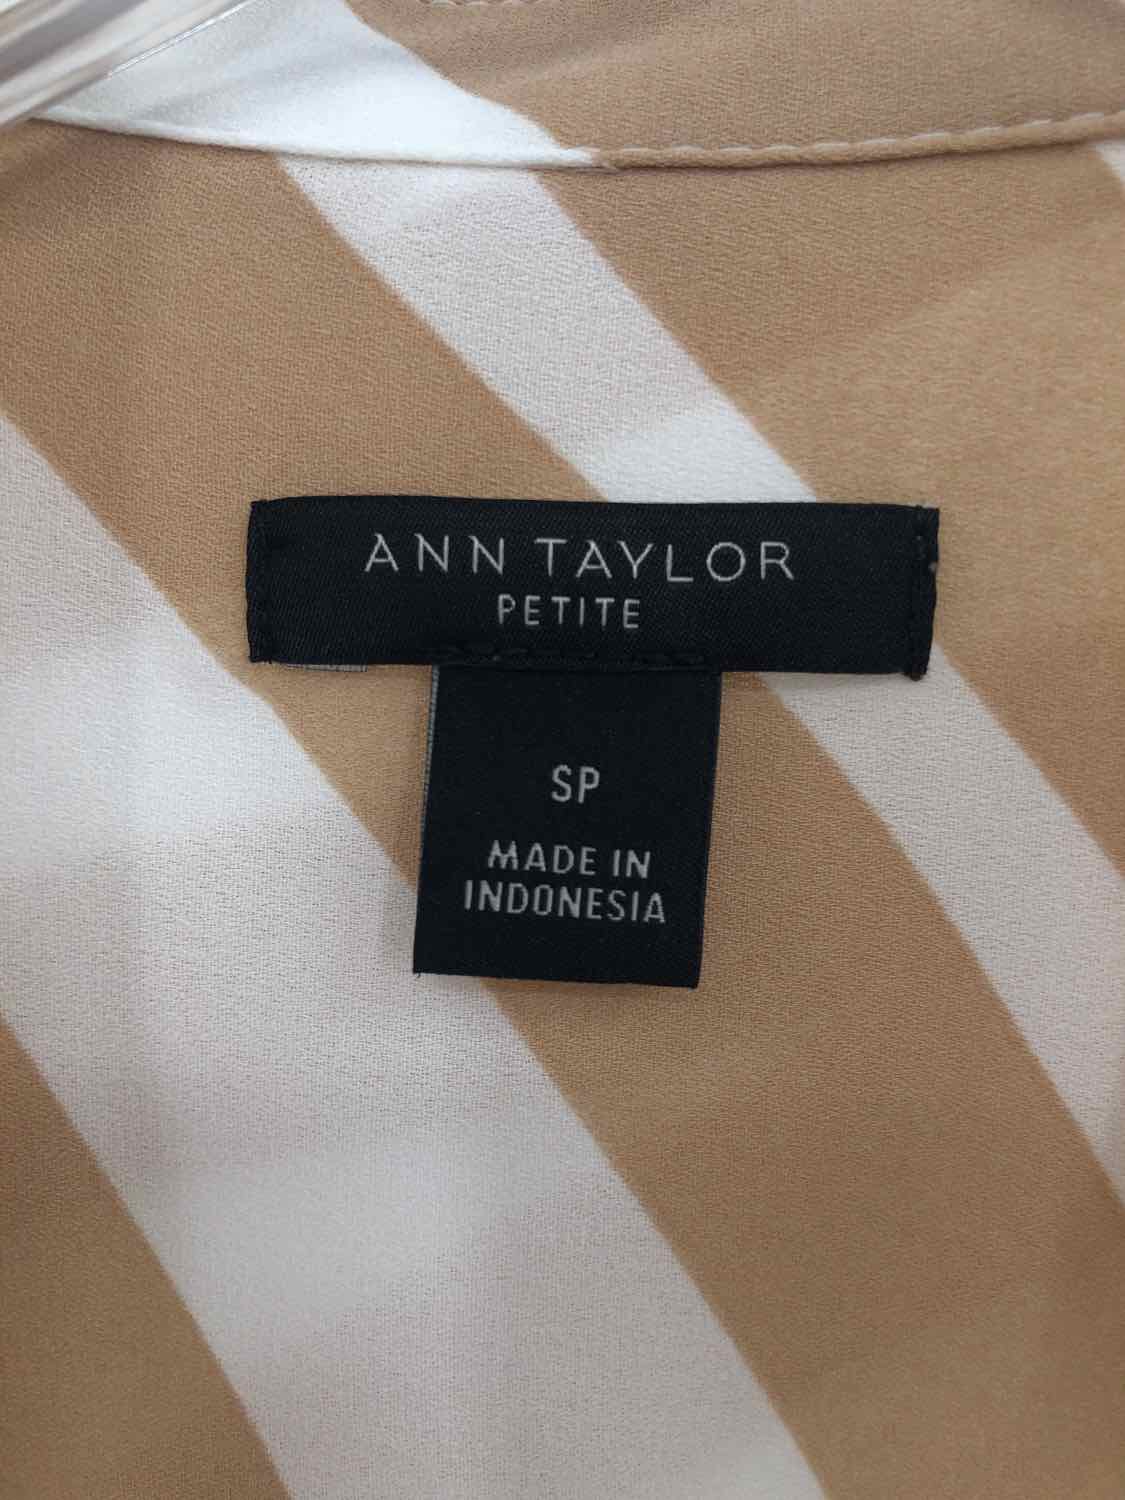 ANN TAYLOR
PETITE
SP
MADE IN
INDONESIA